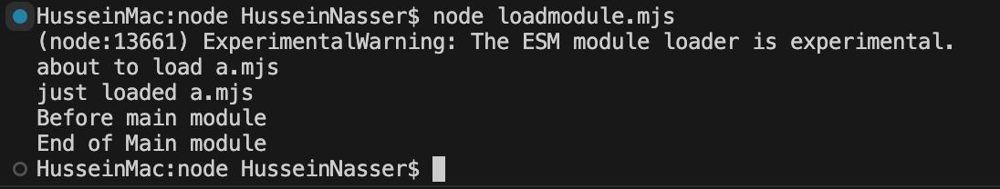 HusseinMac:node HusseinNasser$ node loadmodule.mjs
(node:13661) ExperimentalWarning: The ESM module loader is experimental.
about to load a.mjs
just loaded a.mjs
Before main module
End of Main module
HusseinMac:node HusseinNasser$